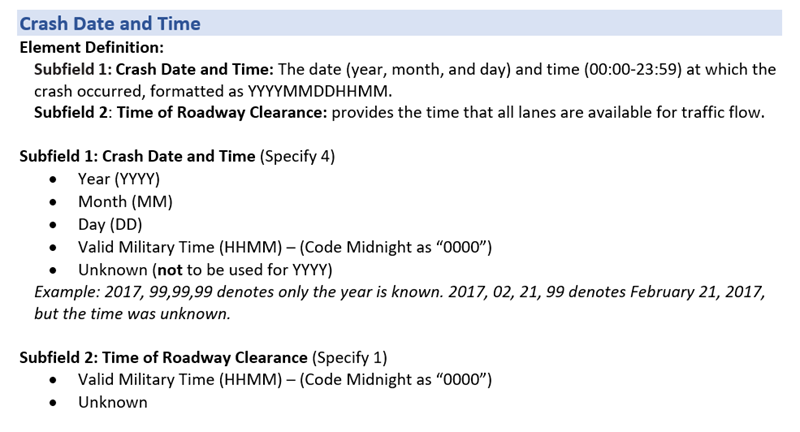 Crash Date and Time
Element Definition:
Subfield 1: Crash Date and Time: The date (year, month, and day) and time (00:00-23:59) at which the
crash occurred, formatted as YYYYMMDDHHMM.
Subfield 2: Time of Roadway Clearance: provides the time that all lanes are available for traffic flow.
Subfield 1: Crash Date and Time (Specify 4)
• Year (YYYY)
• Month (MM)
• Day (DD)
• Valid Military Time (HHMM) – (Code Midnight as “0000”)
• Unknown (not to be used for YYYY)
Example: 2017, 99,99,99 denotes only the year is known. 2017, 02, 21, 99 denotes February 21, 2017,
but the time was unknown.
Subfield 2: Time of Roadway Clearance (Specify 1)
• Valid Military Time (HHMM) – (Code Midnight as “0000”)
• Unknown